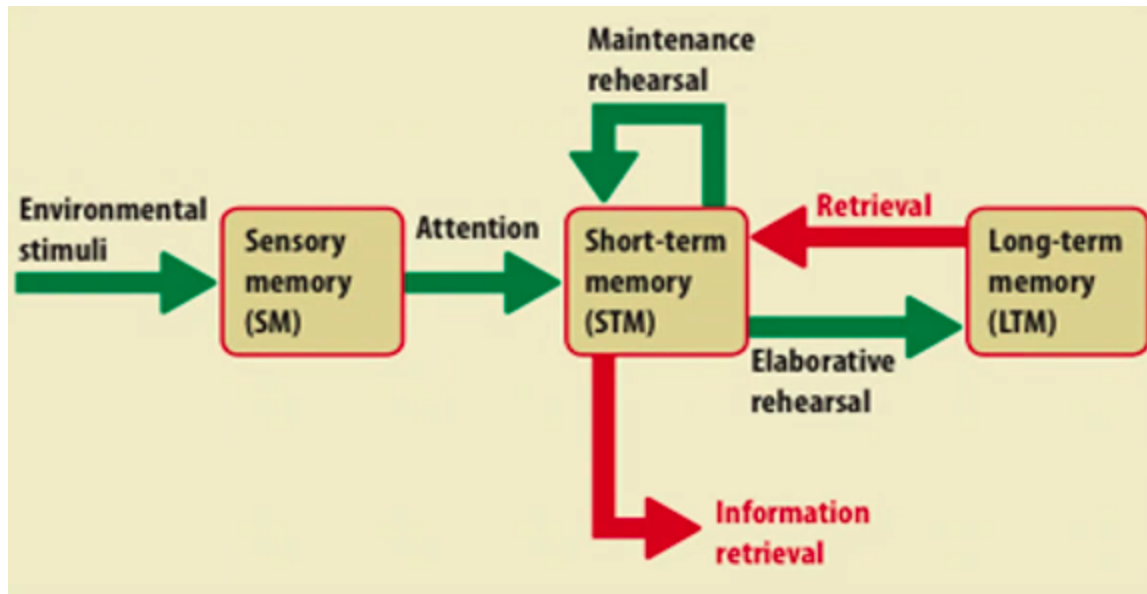 Maintenance
rehearsal
Environmental
stimuli
Sensory
memory
(SM)
Attention
Short-term
memory
(STM)
Retrieval
Long-term
memory
(LTM)
Elaborative
rehearsal
Information
retrieval